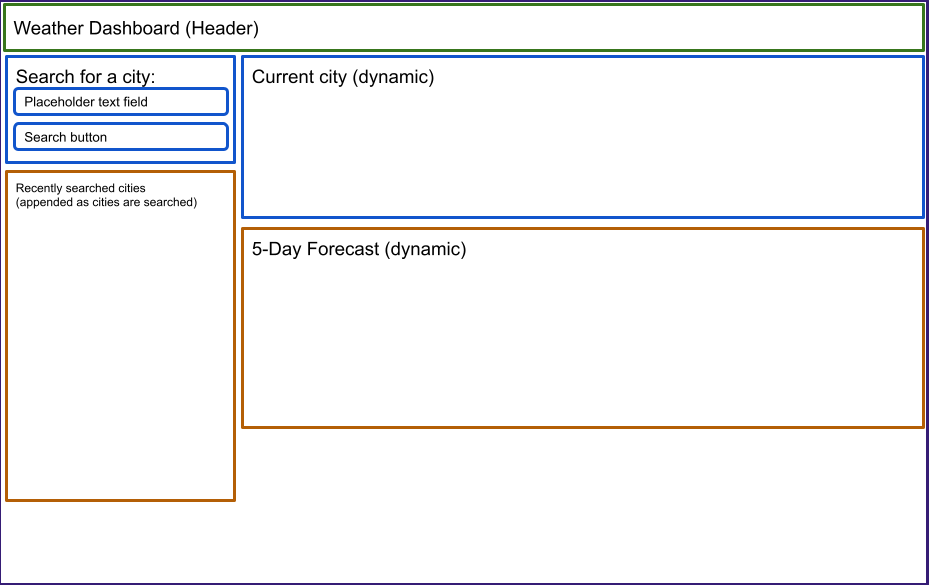 Weather Dashboard (Header)
Search for a city:
Placeholder text field
Search button
Recently searched cities
(appended as cities are searched)
Current city (dynamic)
5-Day Forecast (dynamic)